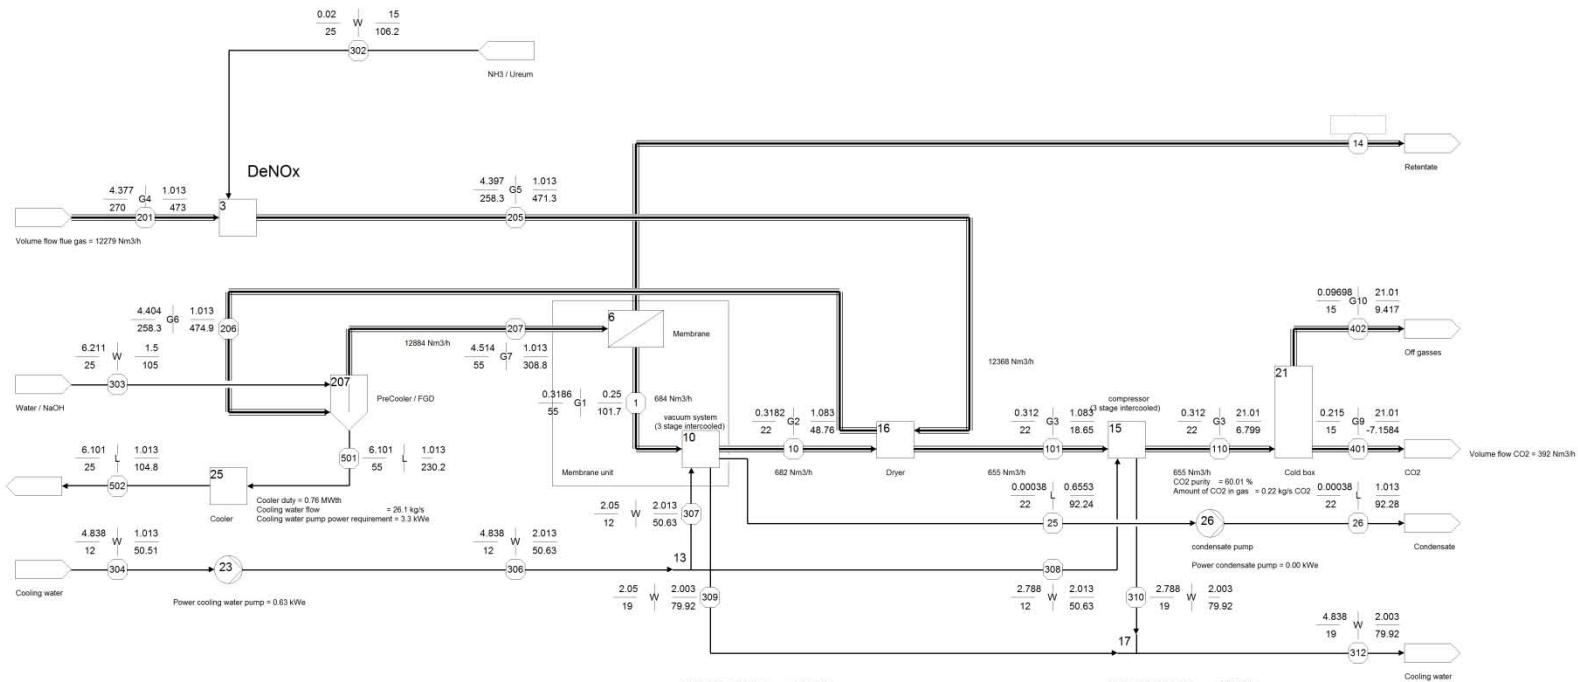 0.02 W 15
25 106.2
302
NH3 / Ureum
14
Retentate
DeNOx
4.377 G4 1.013
270 473
201
3
4.397 G5 1.013
258.3 471.3
205
Volume flow flue gas = 12279 Nm3/h
4.404 G6 1.013
258.3 474.9
206
207
12884 Nm3/h
4.514 G7 1.013
55 308.8
6
Membrane
12368 Nm3/h
0.09698 G10 21.01
15 9.417
402
Off gasses
6.211 W 1.5
25 105
303
Water / NaOH
207
PreCooler / FGD
0.3186 G1 0.25
55 101.7
1
684 Nm3/h
vacuum system
(3 stage intercooled)
10
Membrane unit
0.3182 G2 1.083
22 48.76
10
682 Nm3/h
16
Dryer
0.312 G3 1.083
22 18.65
101
655 Nm3/h
compressor
(3 stage intercooled)
15
0.312 G3 21.01
22 6.799
110
655 Nm3/h
CO2 purity = 60.01 %
Amount of CO2 in gas = 0.22 kg/s CO2
21
Cold box
0.215 G9 21.01
15 -7.1584
401
CO2
Volume flow CO2 = 392 Nm3/h
6.101 L 1.013
25 104.8
502
25
Cooler
501
6.101 L 1.013
55 230.2
Cooler duty = 0.76 MWth
Cooling water flow = 26.1 kg/s
Cooling water pump power requirement = 3.3 kWe
2.05 W 2.013
12 50.63
307
0.00038 L 0.6553
22 92.24
25
26
condensate pump
Power condensate pump = 0.00 kWe
0.00038 L 1.013
22 92.28
26
Condensate
4.838 W 1.013
12 50.51
304
Cooling water
23
Power cooling water pump = 0.63 kWe
4.838 W 2.013
12 50.63
306
13
308
2.05 W 2.003
19 79.92
309
2.788 W 2.013
12 50.63
310
2.788 W 2.003
19 79.92
17
4.838 W 2.003
19 79.92
312
Cooling water